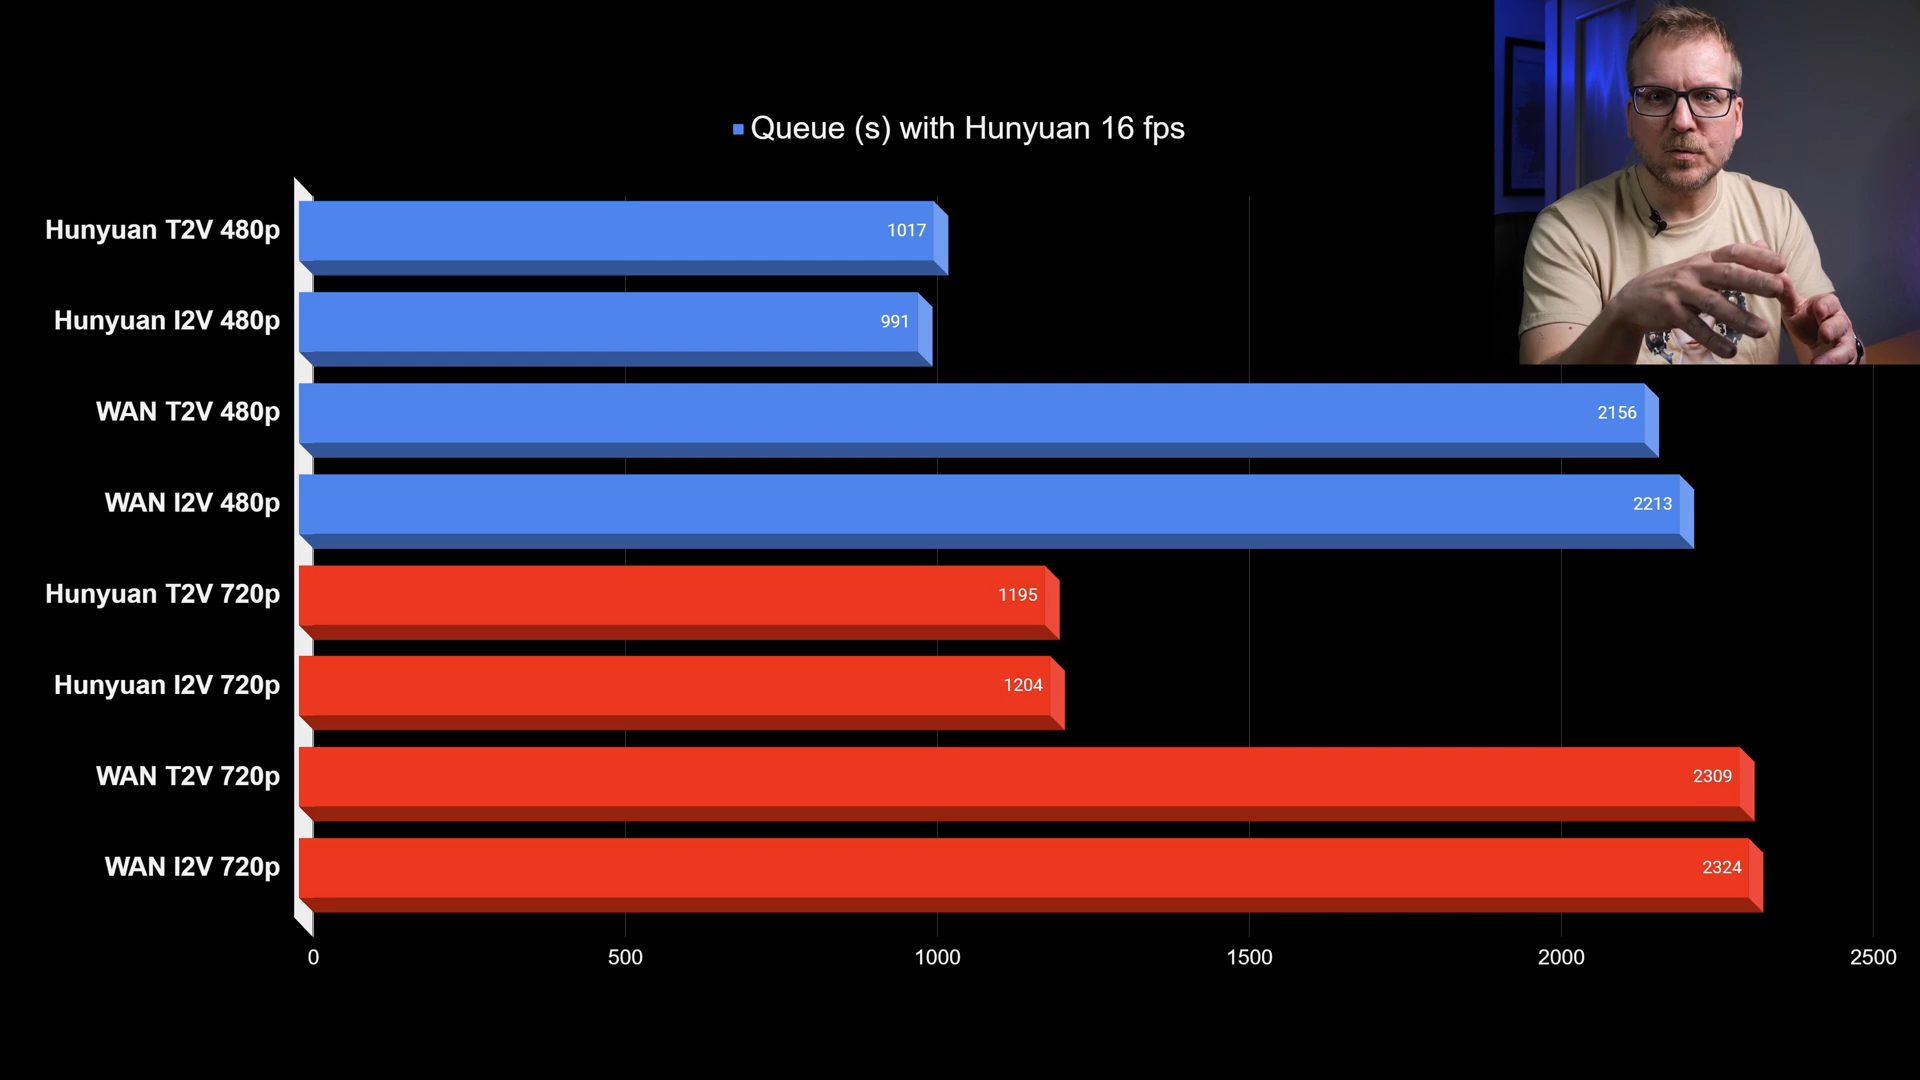 Queue (s) with Hunyuan 16 fps
Hunyuan T2V 480p 1017
Hunyuan I2V 480p 991
WAN T2V 480p 2156
WAN I2V 480p 2213
Hunyuan T2V 720p 1195
Hunyuan I2V 720p 1204
WAN T2V 720p 2309
WAN I2V 720p 2324
0 500 1000 1500 2000 2500